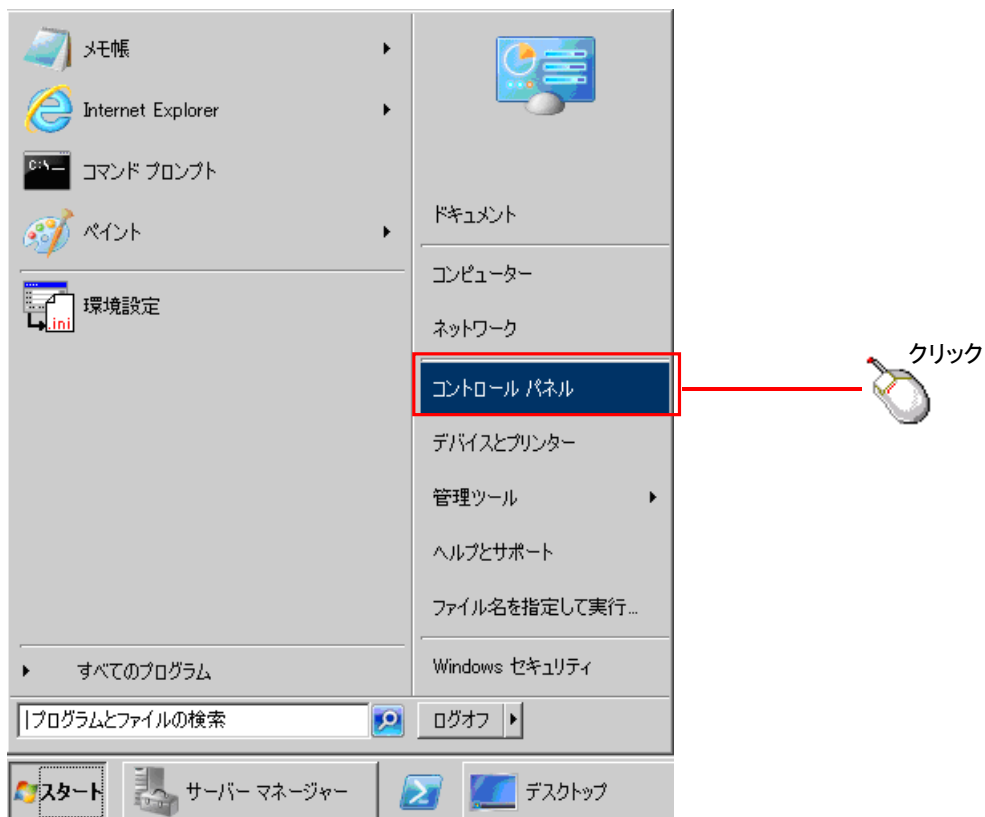 メモ帳
Internet Explorer
C:\
コマンド プロンプト
ペイント
.ini
環境設定
すべてのプログラム
プログラムとファイルの検索
ドキュメント
コンピューター
ネットワーク
コントロール パネル
デバイスとプリンター
管理ツール
ヘルプとサポート
ファイル名を指定して実行...
Windows セキュリティ
ログオフ
クリック
スタート
サーバー マネージャー
デスクトップ